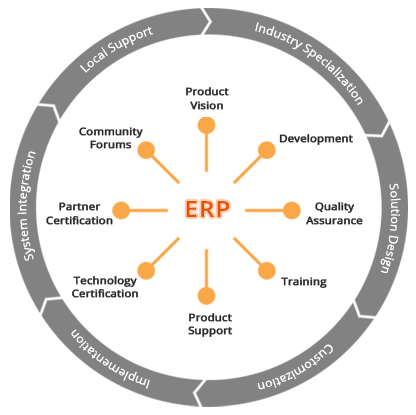 Local Support
Industry Specialization
Solution Design
Customization
Implementation
System Integration
Product
Vision
Development
Quality
Assurance
Training
Product
Support
Technology
Certification
Partner
Certification
Community
Forums
ERP